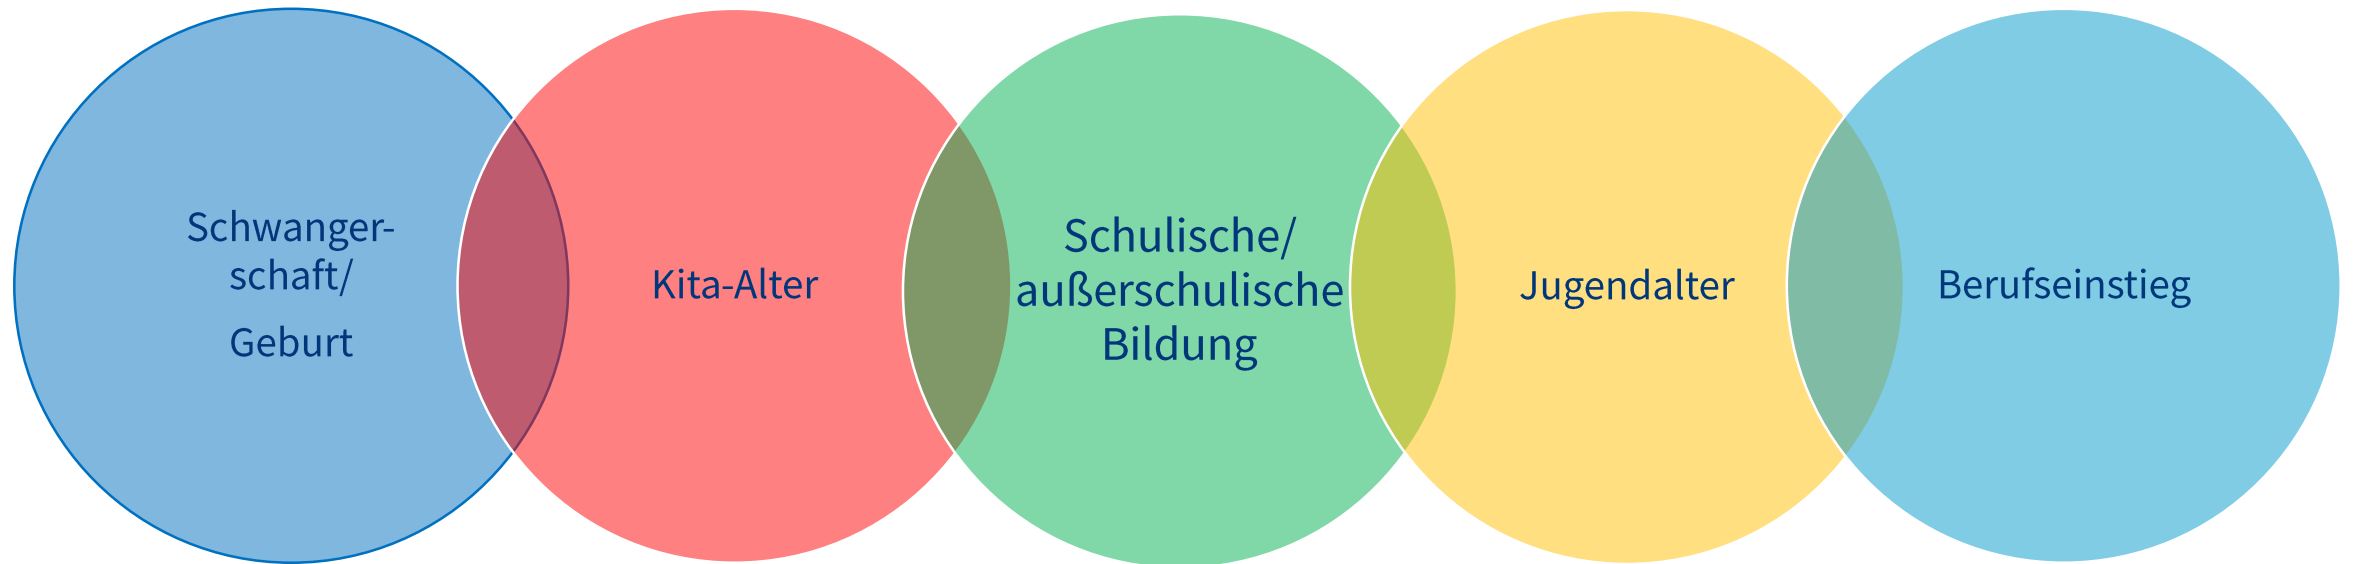 Schwanger-
schaft/
Geburt
Kita-Alter
Schulische/
außerschulische
Bildung
Jugendalter
Berufseinstieg